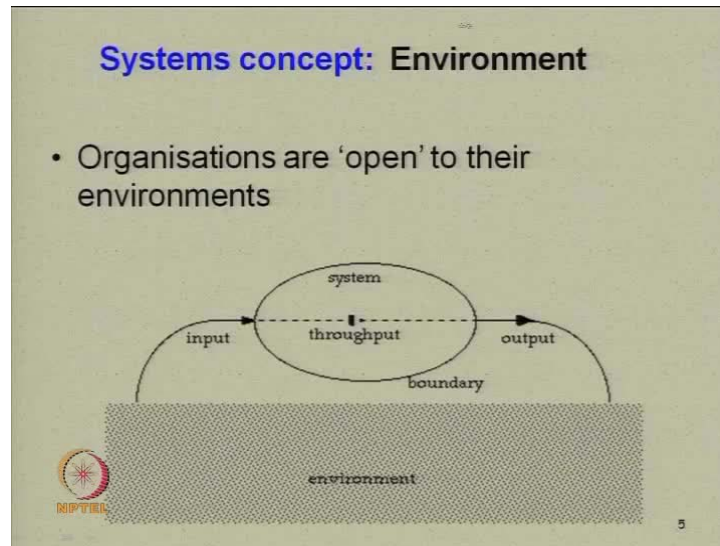 Systems concept: Environment
• Organisations are 'open' to their
environments
system
input
throughput
output
boundary
environment
NPTEL
5